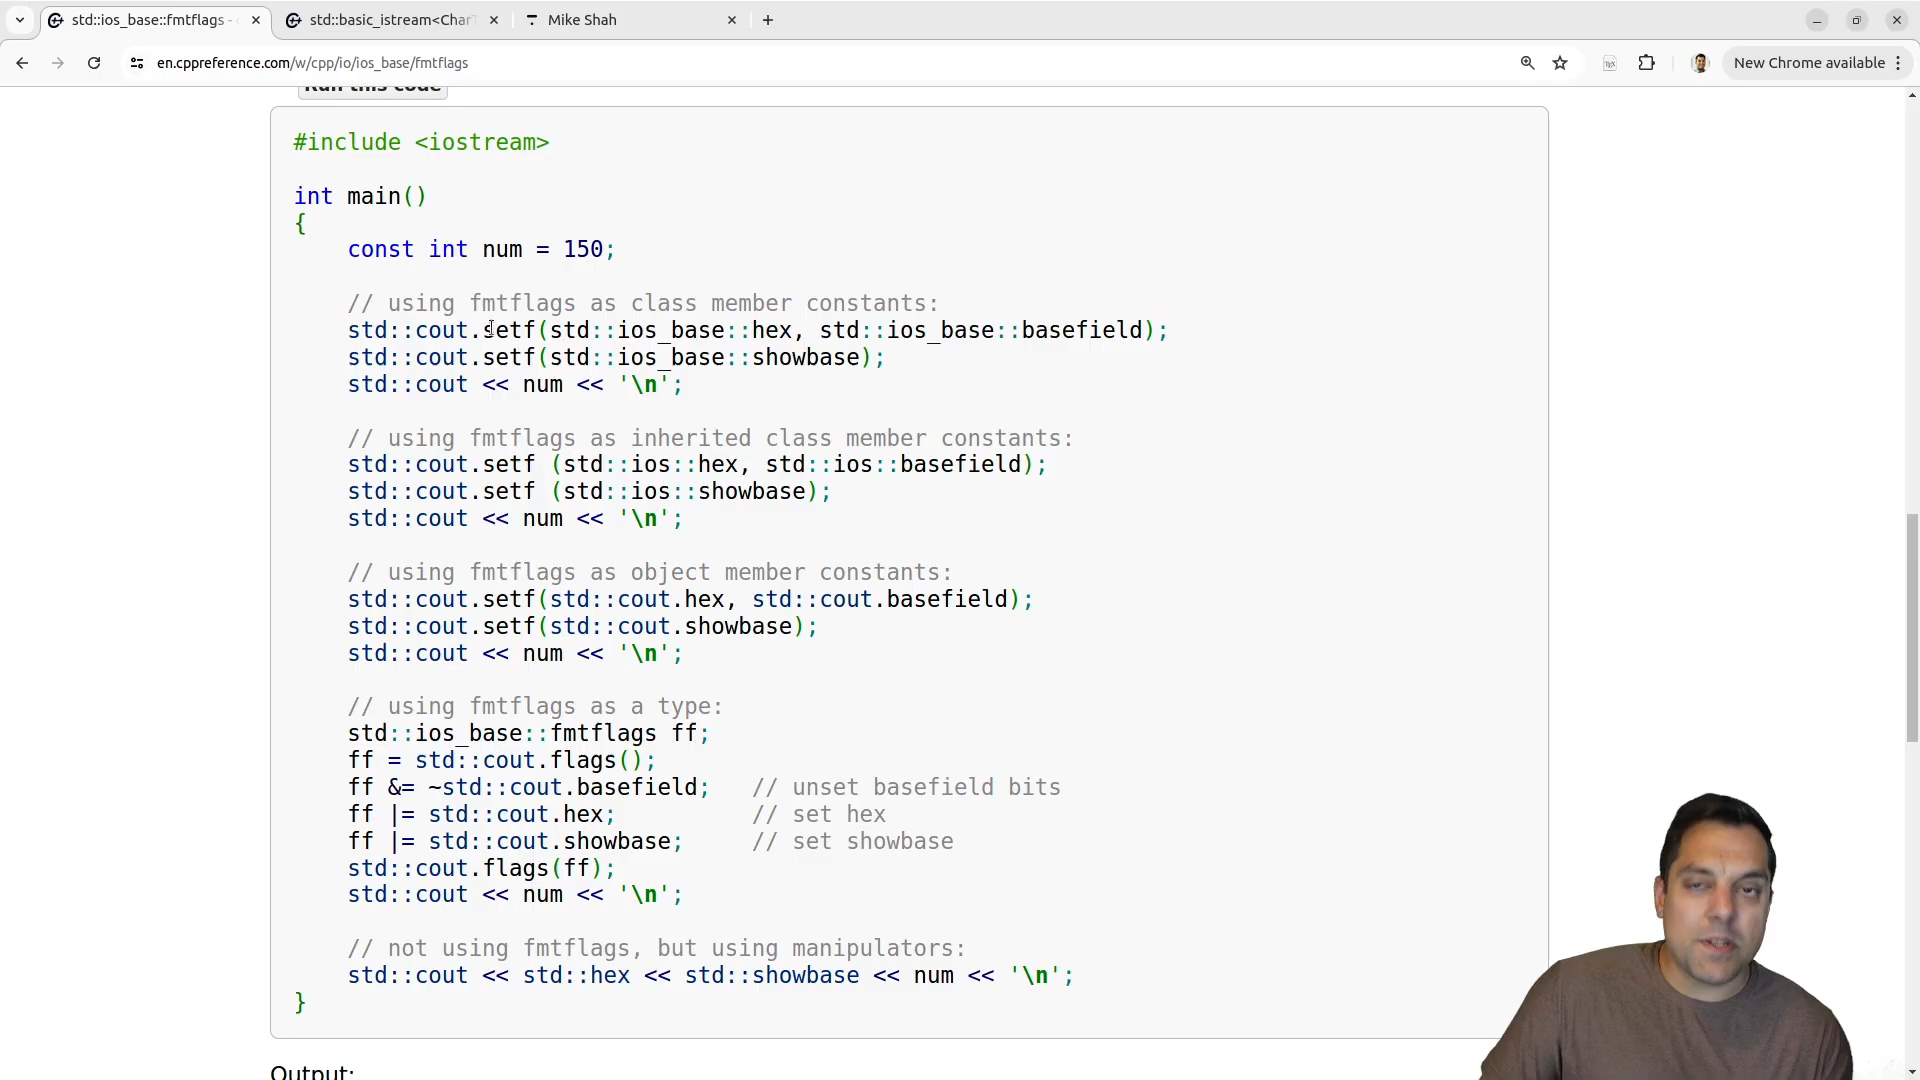 std::ios_base::fmtflags -
std::basic_istream<Char
Mike Shah
en.cppreference.com/w/cpp/io/ios_base/fmtflags
New Chrome available
Run this code
#include <iostream>
int main()
{
const int num = 150;
// using fmtflags as class member constants:
std::cout.setf(std::ios_base::hex, std::ios_base::basefield);
std::cout.setf(std::ios_base::showbase);
std::cout << num << '\n';
// using fmtflags as inherited class member constants:
std::cout.setf (std::ios::hex, std::ios::basefield);
std::cout.setf (std::ios::showbase);
std::cout << num << '\n';
// using fmtflags as object member constants:
std::cout.setf(std::cout.hex, std::cout.basefield);
std::cout.setf(std::cout.showbase);
std::cout << num << '\n';
// using fmtflags as a type:
std::ios_base::fmtflags ff;
ff = std::cout.flags();
ff &= ~std::cout.basefield;   // unset basefield bits
ff |= std::cout.hex;          // set hex
ff |= std::cout.showbase;     // set showbase
std::cout.flags(ff);
std::cout << num << '\n';
// not using fmtflags, but using manipulators:
std::cout << std::hex << std::showbase << num << '\n';
}
Output: